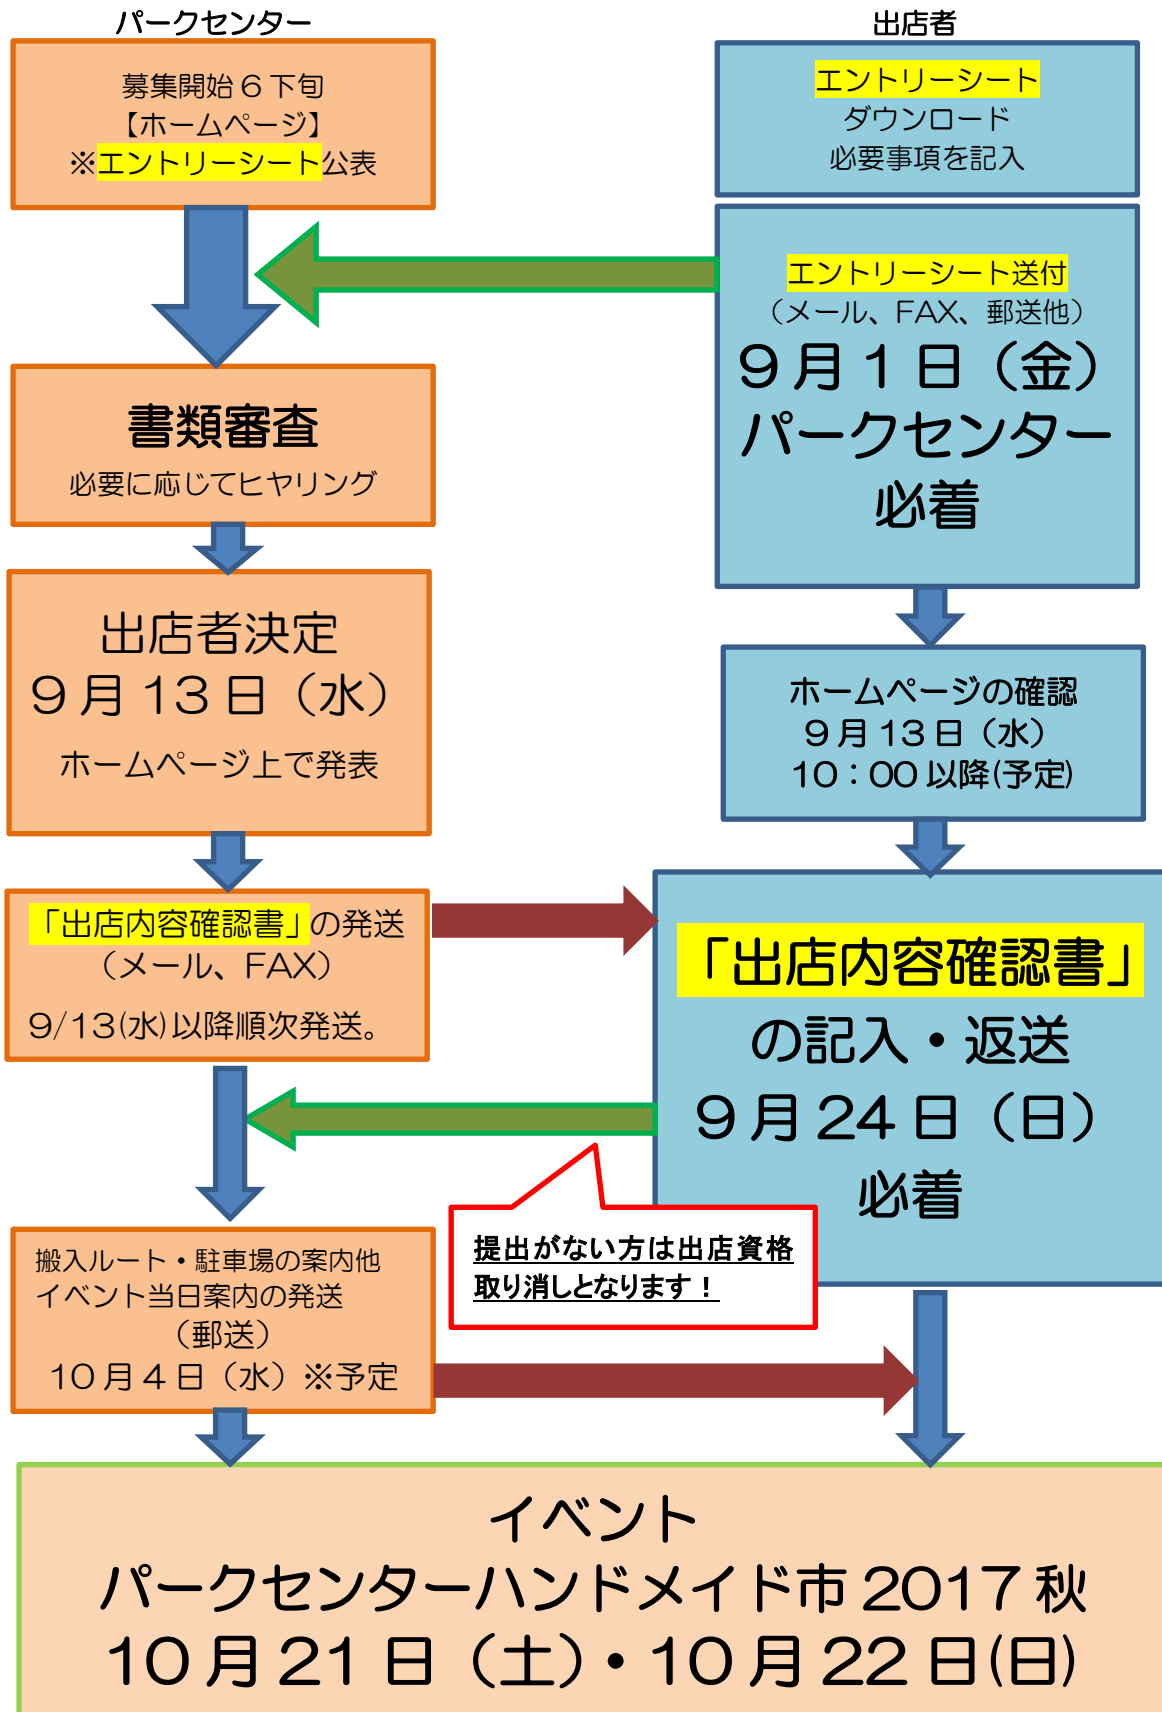 パークセンター
募集開始6下旬
【ホームページ】
※エントリーシート公表
書類審査
必要に応じてヒヤリング
出店者決定
9月13日（水）
ホームページ上で発表
「出店内容確認書」の発送
（メール、FAX）
9/13(水)以降順次発送。
搬入ルート・駐車場の案内他
イベント当日案内の発送
（郵送）
10月4日（水）※予定
出店者
エントリーシート
ダウンロード
必要事項を記入
エントリーシート送付
（メール、FAX、郵送他）
9月1日（金）
パークセンター
必着
ホームページの確認
9月13日（水）
10：00以降(予定)
「出店内容確認書」
の記入・返送
9月24日（日）
必着
提出がない方は出店資格
取り消しとなります！
イベント
パークセンターハンドメイド市2017秋
10月21日（土）・10月22日(日)